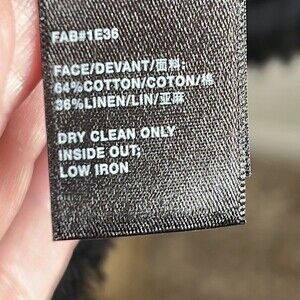 FAB#1E36
FACE/DEVANT/面料:
64%COTTON/COTON/棉
36%LINEN/LIN/亚麻
DRY CLEAN ONLY
INSIDE OUT,
LOW IRON